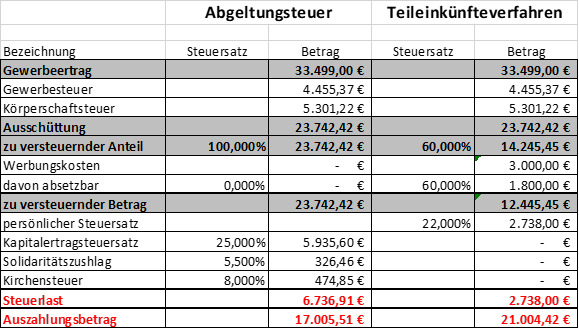 Abgeltungsteuer Teileinkünfteverfahren
Bezeichnung Steuersatz Betrag Steuersatz Betrag
Gewerbeertrag 33.499,00 € 33.499,00 €
Gewerbesteuer 4.455,37 € 4.455,37 €
Körperschaftsteuer 5.301,22 € 5.301,22 €
Ausschüttung 23.742,42 € 23.742,42 €
zu versteuernder Anteil 100,000% 23.742,42 € 60,000% 14.245,45 €
Werbungskosten - € 3.000,00 €
davon absetzbar 0,000% - € 60,000% 1.800,00 €
zu versteuernder Betrag 23.742,42 € 12.445,45 €
persönlicher Steuersatz 22,000% 2.738,00 €
Kapitalertragsteuersatz 25,000% 5.935,60 € - €
Solidaritätszushlag 5,500% 326,46 € - €
Kirchensteuer 8,000% 474,85 € - €
Steuerlast 6.736,91 € 2.738,00 €
Auszahlungsbetrag 17.005,51 € 21.004,42 €